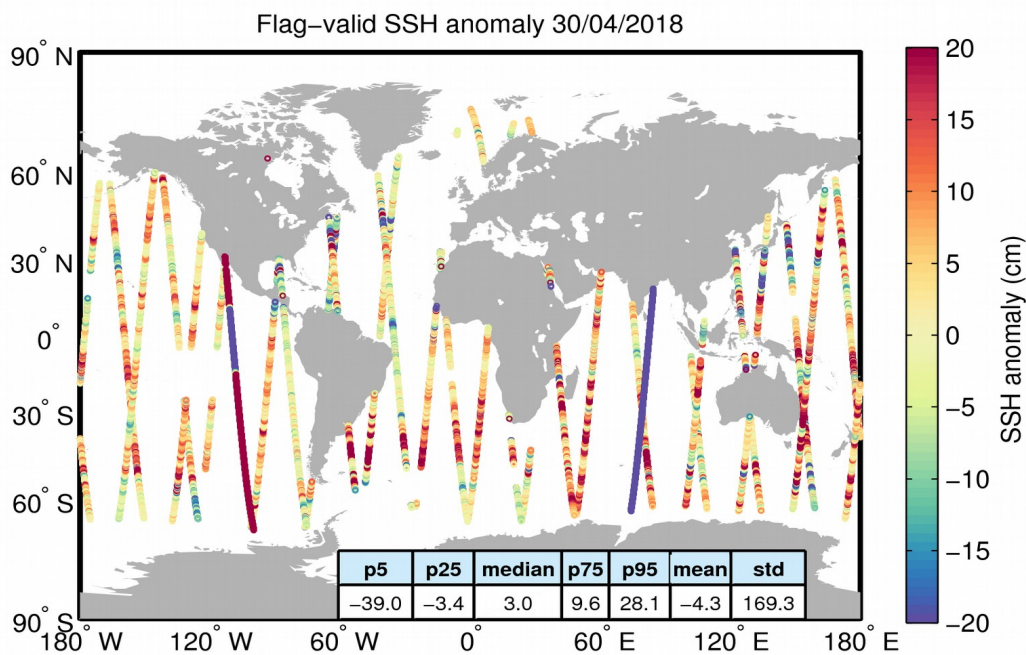 Flag−valid SSH anomaly 30/04/2018
90° N
60° N
30° N
0°
30° S
60° S
90° S
180° W
120° W
60° W
0°
60° E
120° E
180° E
p5 p25 median p75 p95 mean std
−39.0 −3.4 3.0 9.6 28.1 −4.3 169.3
20
15
10
5
0
−5
−10
−15
−20
SSH anomaly (cm)